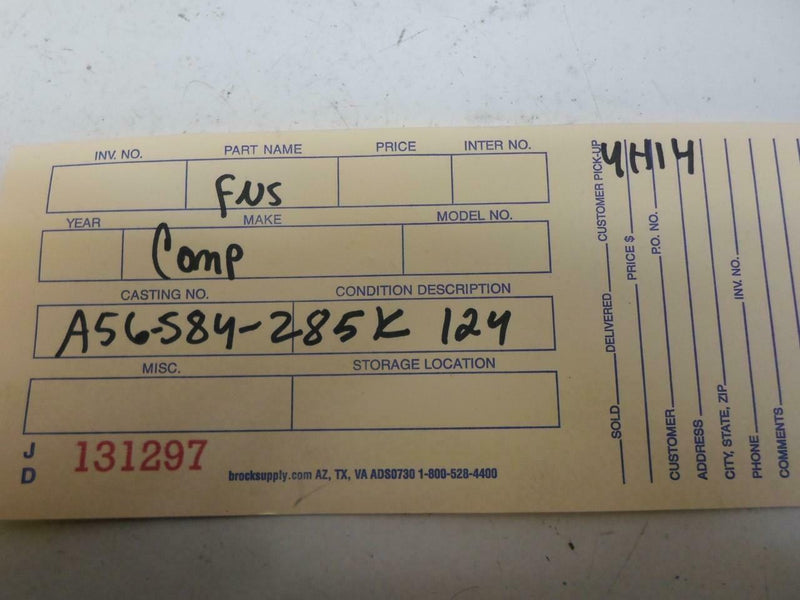 INV. NO. PART NAME PRICE INTER NO.
FNS
YEAR MAKE MODEL NO.
Comp
CASTING NO. CONDITION DESCRIPTION
A56-S84-285K 124
MISC. STORAGE LOCATION
J
D
131297
brocksupply.com AZ, TX, VA ADS0730 1-800-528-4400
4H14
SOLD DELIVERED CUSTOMER PICK-UP
PRICE $ P.O. NO.
CUSTOMER
ADDRESS
CITY, STATE, ZIP INV. NO.
PHONE
COMMENTS